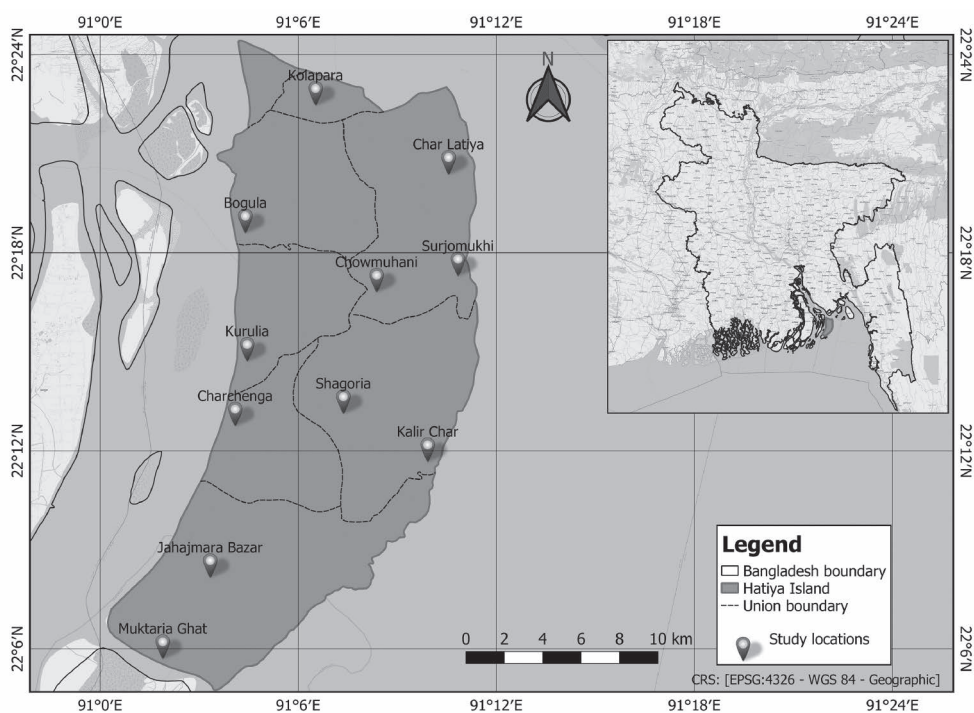 91°0′E 91°6′E 91°12′E 91°18′E 91°24′E
22°24′N
22°24′N
N
Kolapara
Char Latiya
Bogula
Surjomukhi
22°18′N
22°18′N
Chowmuhani
Kurulia
Shagoria
Charchenga
Kalir Char
22°12′N
22°12′N
Jahajmara Bazar
Muktaria Ghat
22°6′N
22°6′N
Legend
Bangladesh boundary
Hatiya Island
Union boundary
Study locations
0 2 4 6 8 10 km
CRS: [EPSG:4326 - WGS 84 - Geographic]
91°0′E 91°6′E 91°12′E 91°18′E 91°24′E